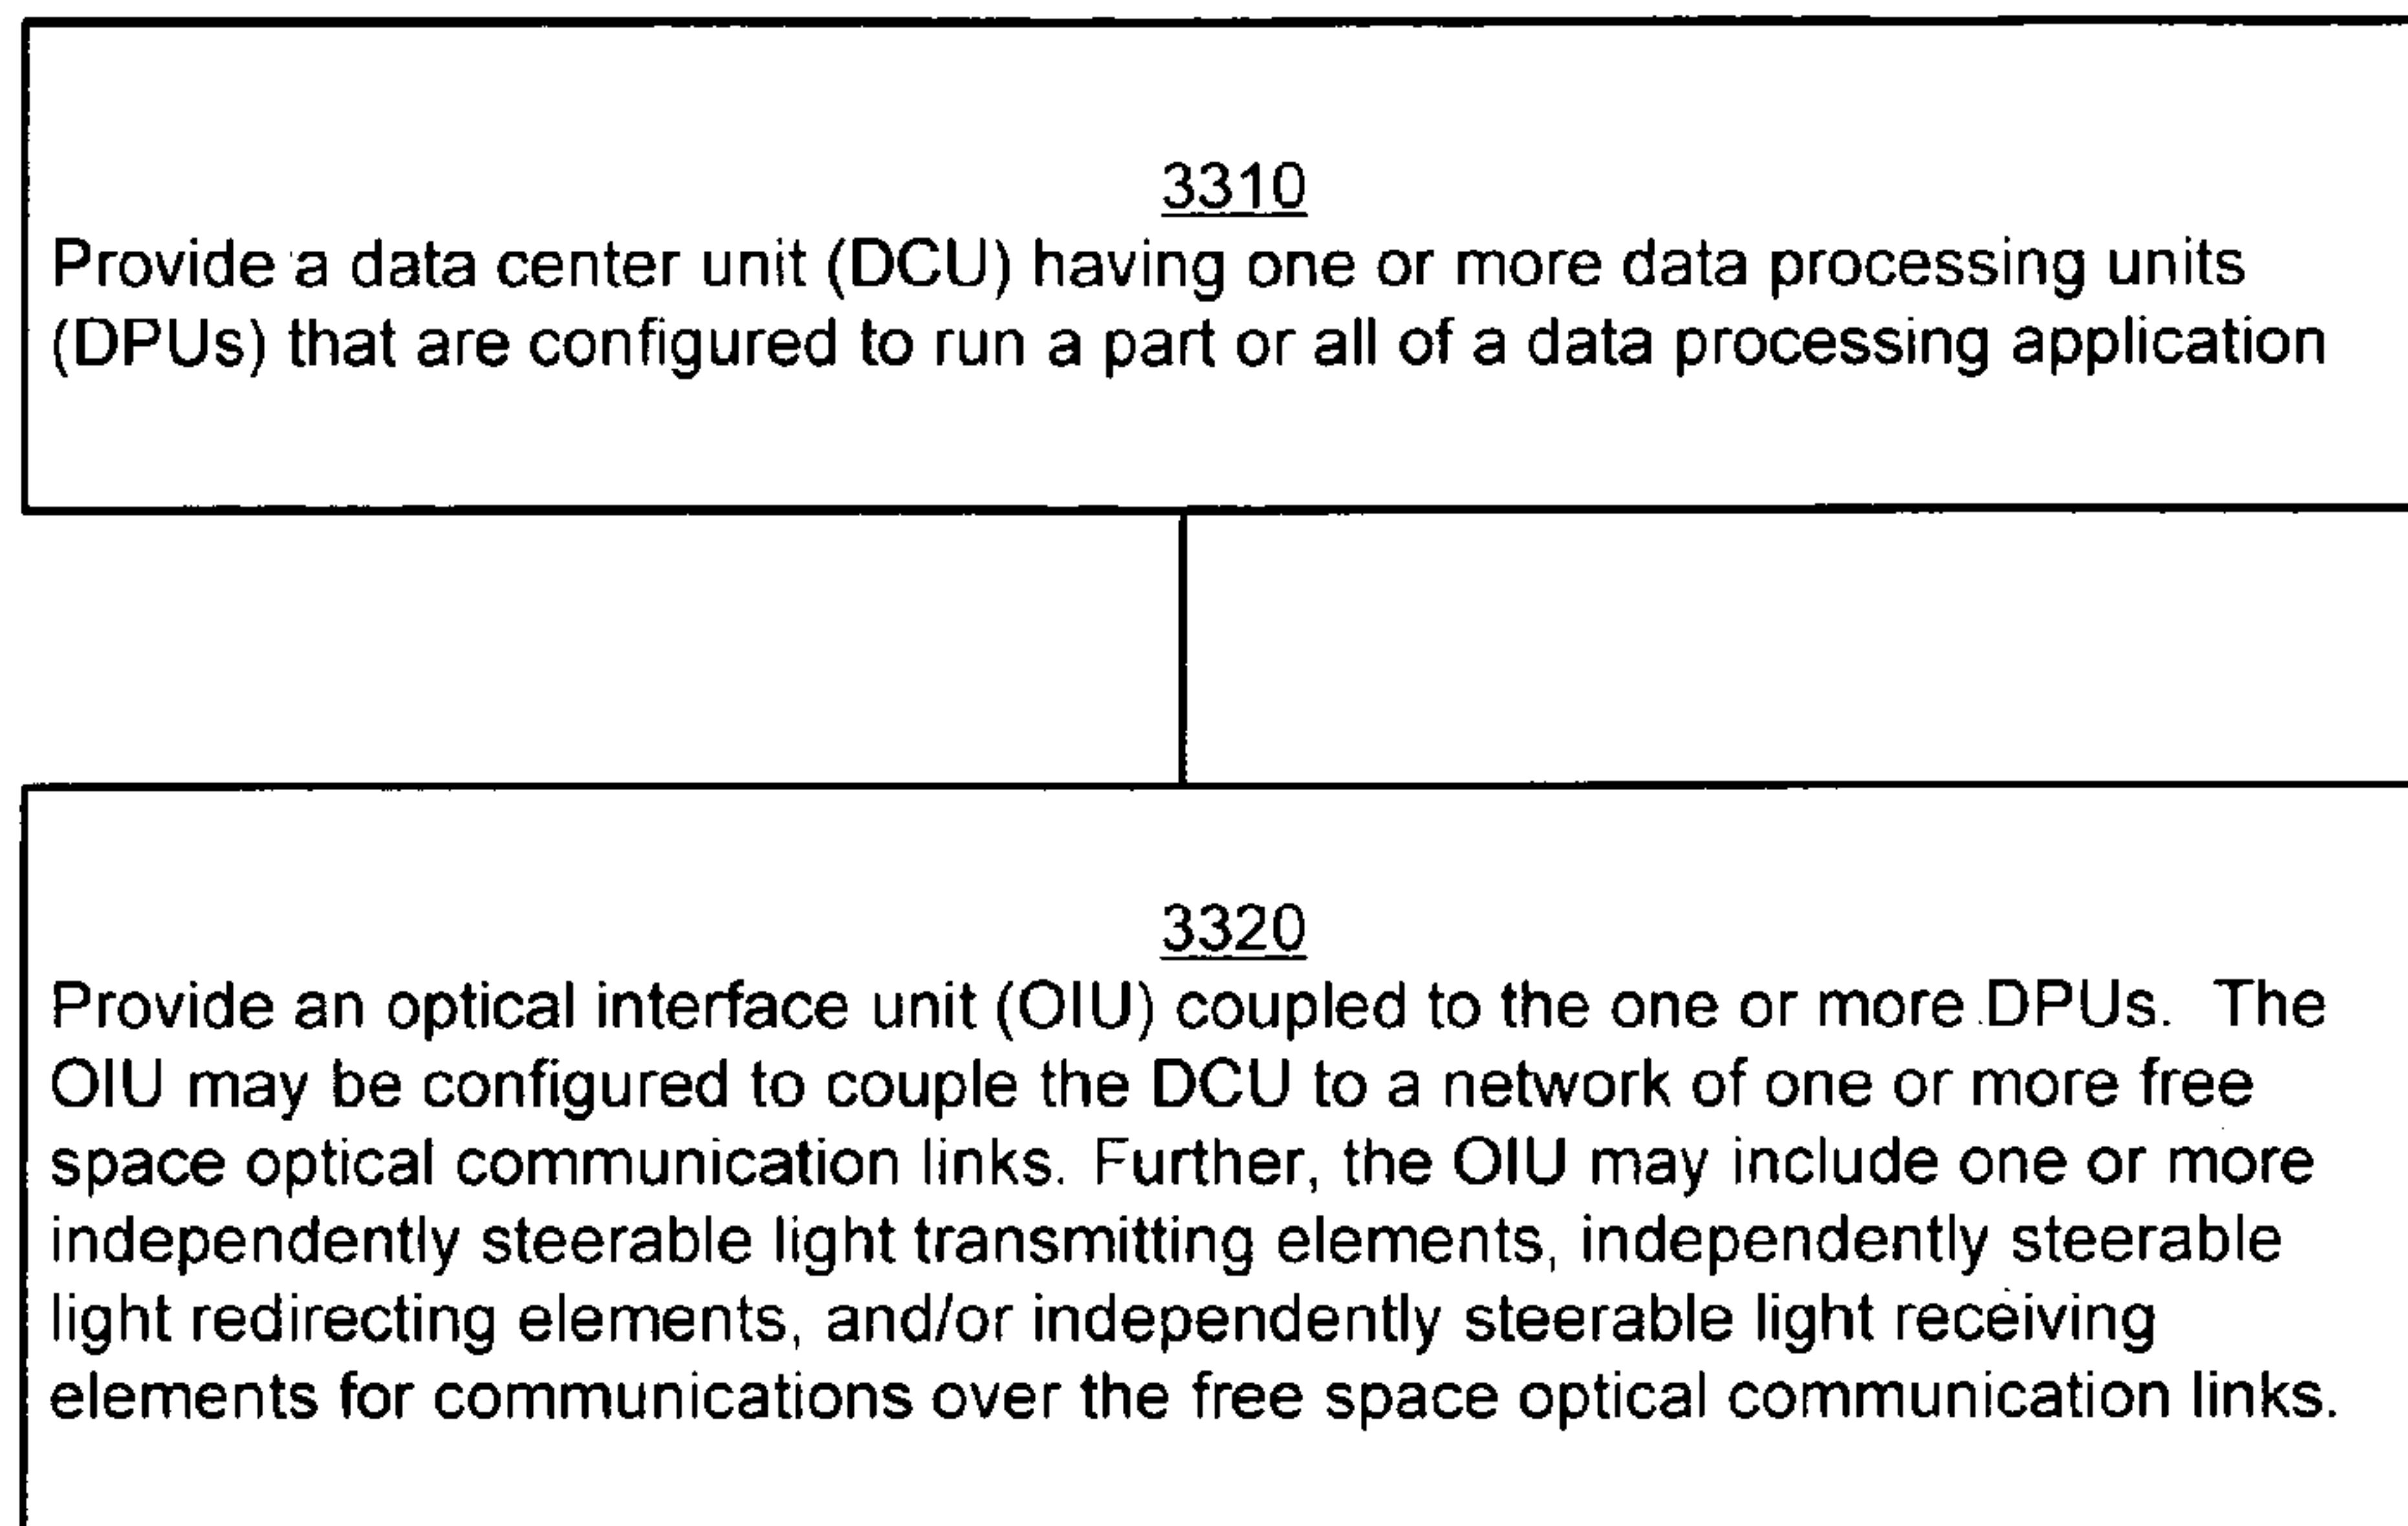 3310
Provide a data center unit (DCU) having one or more data processing units
(DPUs) that are configured to run a part or all of a data processing application
3320
Provide an optical interface unit (OIU) coupled to the one or more DPUs. The
OIU may be configured to couple the DCU to a network of one or more free
space optical communication links. Further, the OIU may include one or more
independently steerable light transmitting elements, independently steerable
light redirecting elements, and/or independently steerable light receiving
elements for communications over the free space optical communication links.